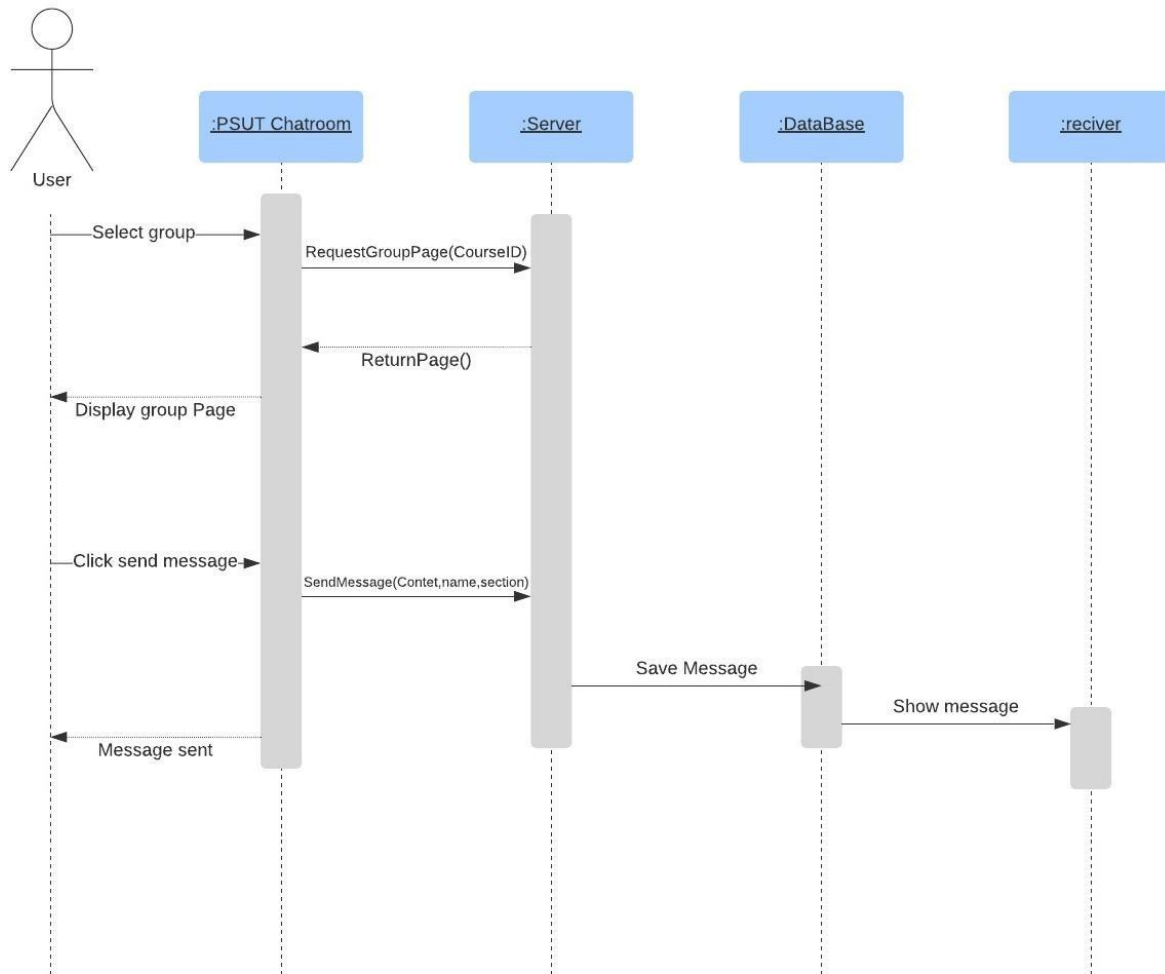 :PSUT Chatroom
:Server
:DataBase
:reciver
User
Select group
RequestGroupPage(CourseID)
ReturnPage()
Display group Page
Click send message
SendMessage(Contet,name,section)
Save Message
Show message
Message sent